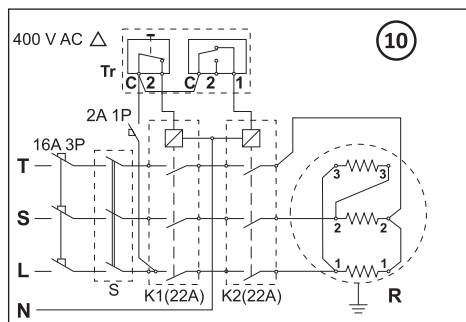 400 V AC △
10
Tr
C 2 C 2 1
2A 1P
16A 3P
T
3 3
S
2 2
L
1 1
S
K1(22A) K2(22A)
R
N